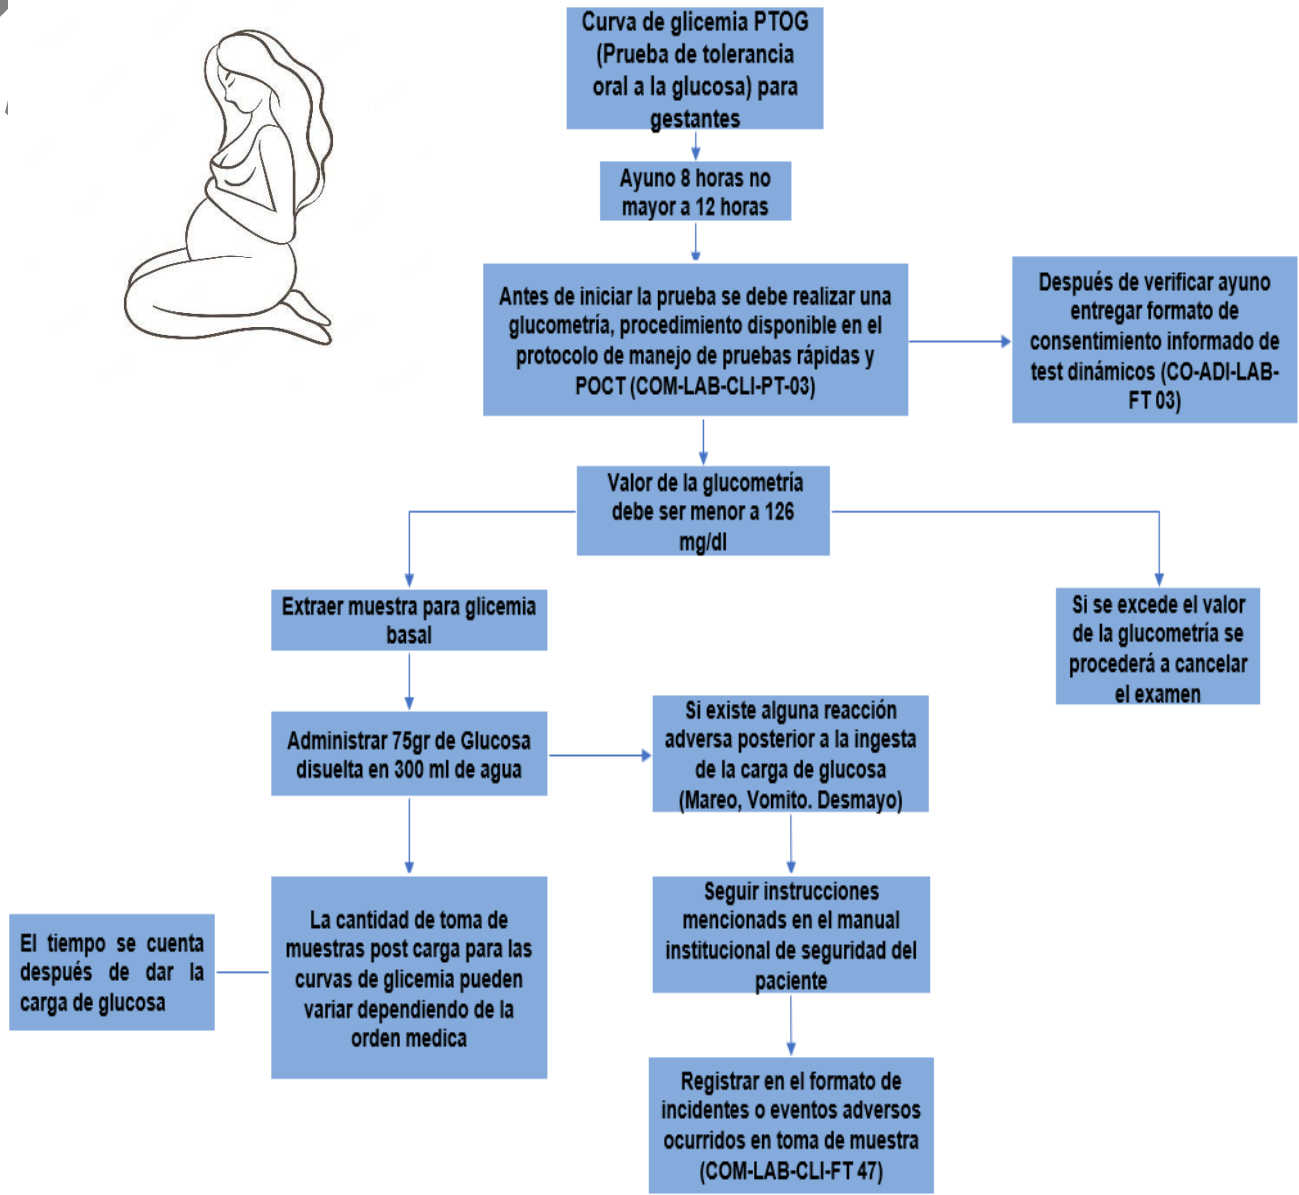 Curva de glicemia PTOG
(Prueba de tolerancia
oral a la glucosa) para
gestantes
Ayuno 8 horas no
mayor a 12 horas
Antes de iniciar la prueba se debe realizar una
glucometría, procedimiento disponible en el
protocolo de manejo de pruebas rápidas y
POCT (COM-LAB-CLI-PT-03)
Después de verificar ayuno
entregar formato de
consentimiento informado de
test dinámicos (CO-ADI-LAB-
FT 03)
Valor de la glucometría
debe ser menor a 126
mg/dl
Extraer muestra para glicemia
basal
Si se excede el valor
de la glucometría se
procederá a cancelar
el examen
Administrar 75gr de Glucosa
disuelta en 300 ml de agua
Si existe alguna reacción
adversa posterior a la ingesta
de la carga de glucosa
(Mareo, Vomito. Desmayo)
El tiempo se cuenta
después de dar la
carga de glucosa
La cantidad de toma de
muestras post carga para las
curvas de glicemia pueden
variar dependiendo de la
orden medica
Seguir instrucciones
mencionads en el manual
institucional de seguridad del
paciente
Registrar en el formato de
incidentes o eventos adversos
ocurridos en toma de muestra
(COM-LAB-CLI-FT 47)